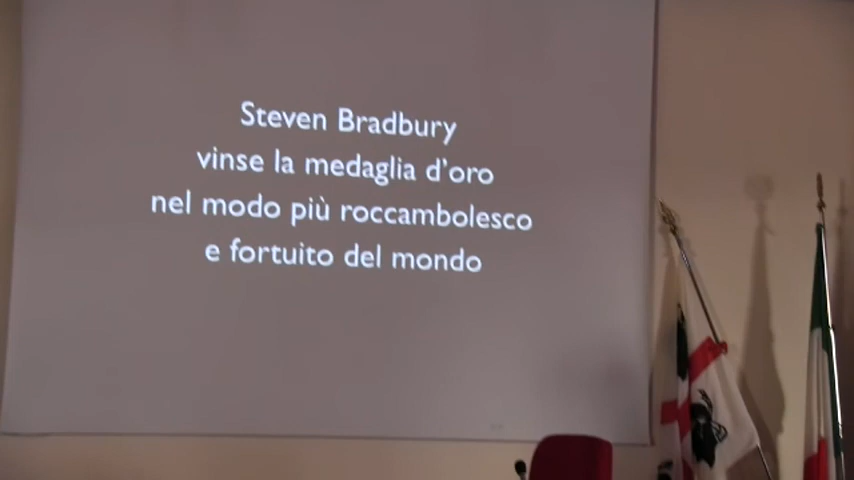 Steven Bradbury
vinse la medaglia d'oro
nel modo più roccambolesco
e fortuito del mondo